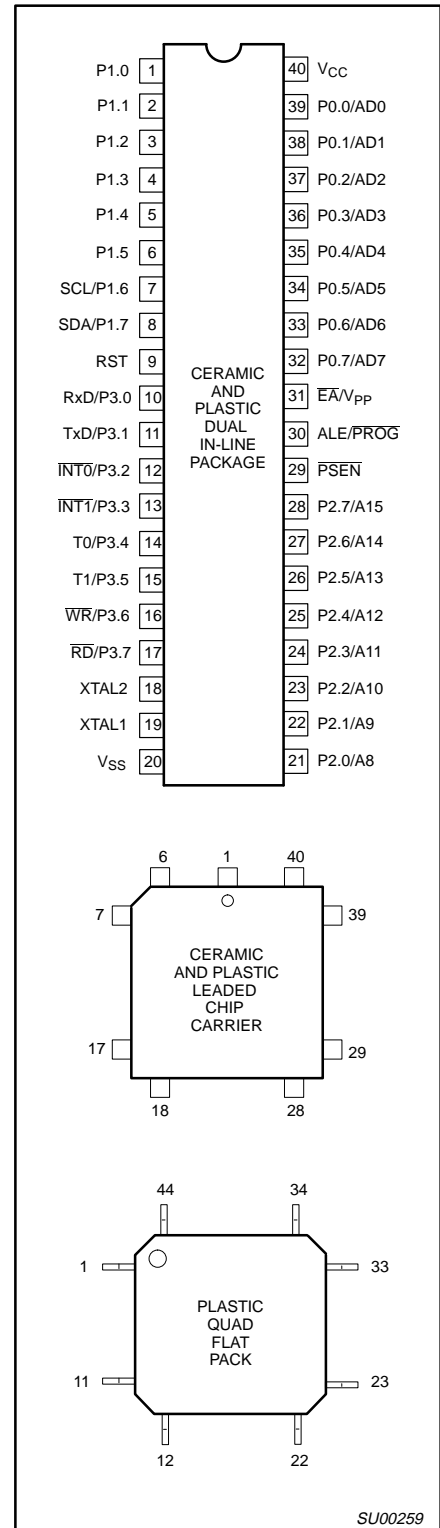 P1.0 1 40 VCC
P1.1 2 39 P0.0/AD0
P1.2 3 38 P0.1/AD1
P1.3 4 37 P0.2/AD2
P1.4 5 36 P0.3/AD3
P1.5 6 35 P0.4/AD4
SCL/P1.6 7 34 P0.5/AD5
SDA/P1.7 8 33 P0.6/AD6
RST 9 32 P0.7/AD7
RxD/P3.0 10 31 E̅A̅/VPP
TxD/P3.1 11 30 ALE/P̅R̅O̅G̅
I̅N̅T̅0̅/P3.2 12 29 P̅S̅E̅N̅
I̅N̅T̅1̅/P3.3 13 28 P2.7/A15
T0/P3.4 14 27 P2.6/A14
T1/P3.5 15 26 P2.5/A13
W̅R̅/P3.6 16 25 P2.4/A12
R̅D̅/P3.7 17 24 P2.3/A11
XTAL2 18 23 P2.2/A10
XTAL1 19 22 P2.1/A9
VSS 20 21 P2.0/A8
CERAMIC
AND
PLASTIC
DUAL
IN-LINE
PACKAGE
6 1 40
7 39
CERAMIC
AND PLASTIC
LEADED
CHIP
CARRIER
17 29
18 28
44 34
1 33
PLASTIC
QUAD
FLAT
PACK
11 23
12 22
SU00259